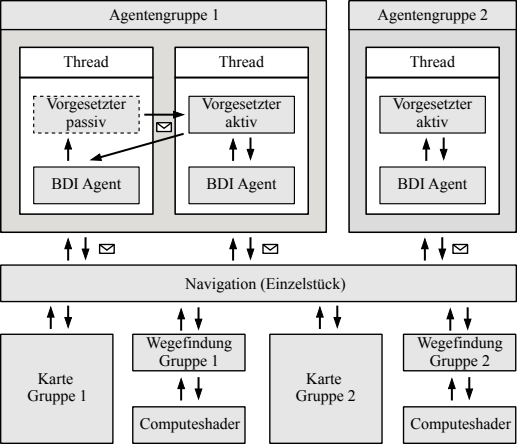 Agentengruppe 1
Agentengruppe 2
Thread
Thread
Thread
Vorgesetzter
passiv
Vorgesetzter
aktiv
Vorgesetzter
aktiv
BDI Agent
BDI Agent
BDI Agent
Navigation (Einzelstück)
Karte
Gruppe 1
Wegefindung
Gruppe 1
Karte
Gruppe 2
Wegefindung
Gruppe 2
Computeshader
Computeshader